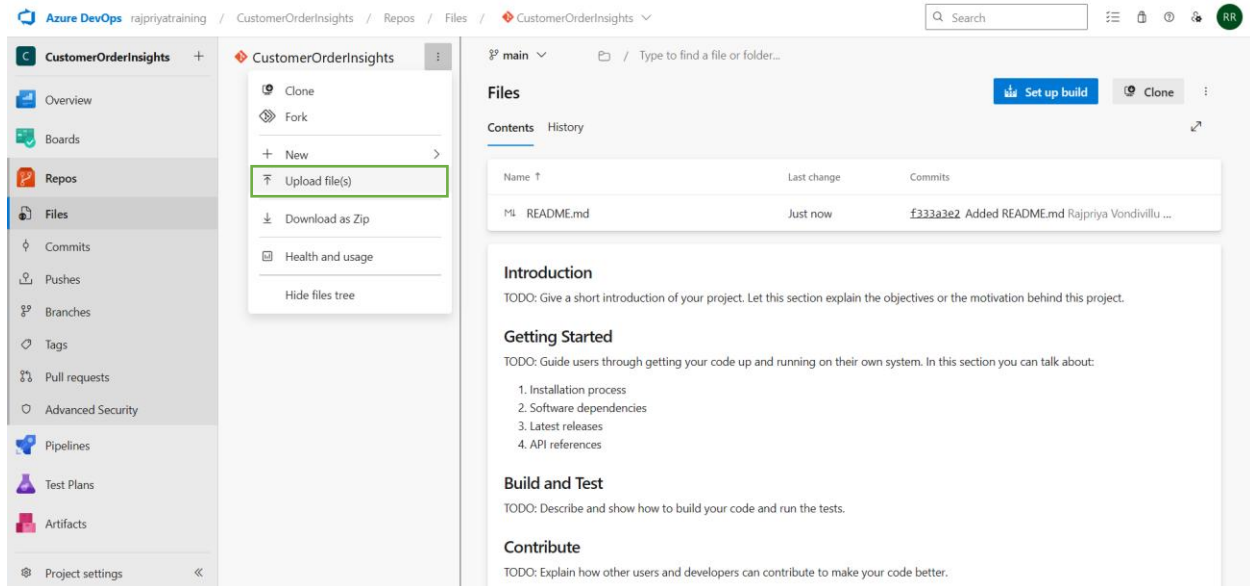 Azure DevOps rajpriyatraining / CustomerOrderInsights / Repos / Files / CustomerOrderInsights
Search
RR
C CustomerOrderInsights +
Overview
Boards
Repos
Files
Commits
Pushes
Branches
Tags
Pull requests
Advanced Security
Pipelines
Test Plans
Artifacts
Project settings
CustomerOrderInsights
Clone
Fork
New
Upload file(s)
Download as Zip
Health and usage
Hide files tree
main / Type to find a file or folder...
Files
Set up build
Clone
Contents History
Name ↑ Last change Commits
M↓ README.md Just now f333a3e2 Added README.md Rajpriya Vondivillu ...
Introduction
TODO: Give a short introduction of your project. Let this section explain the objectives or the motivation behind this project.
Getting Started
TODO: Guide users through getting your code up and running on their own system. In this section you can talk about:
1. Installation process
2. Software dependencies
3. Latest releases
4. API references
Build and Test
TODO: Describe and show how to build your code and run the tests.
Contribute
TODO: Explain how other users and developers can contribute to make your code better.